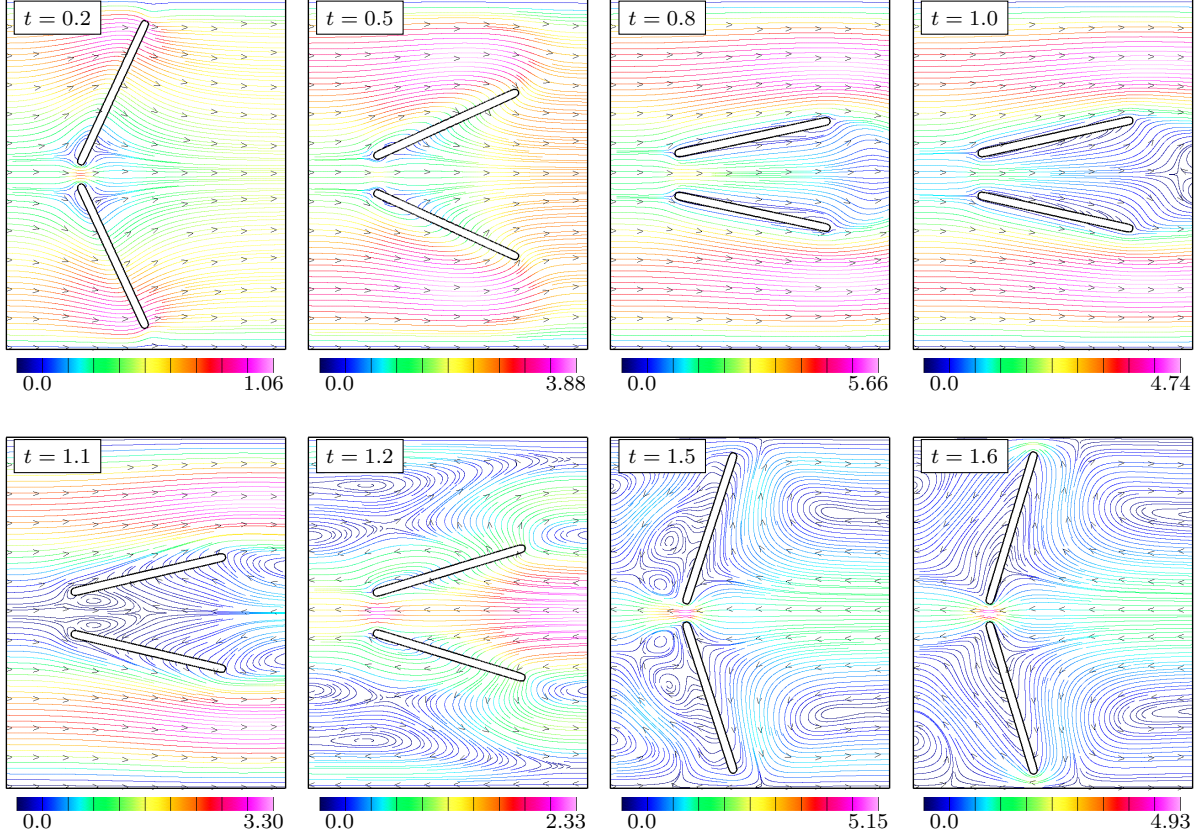 t = 0.2
t = 0.5
t = 0.8
t = 1.0
0.0 1.06
0.0 3.88
0.0 5.66
0.0 4.74
t = 1.1
t = 1.2
t = 1.5
t = 1.6
0.0 3.30
0.0 2.33
0.0 5.15
0.0 4.93